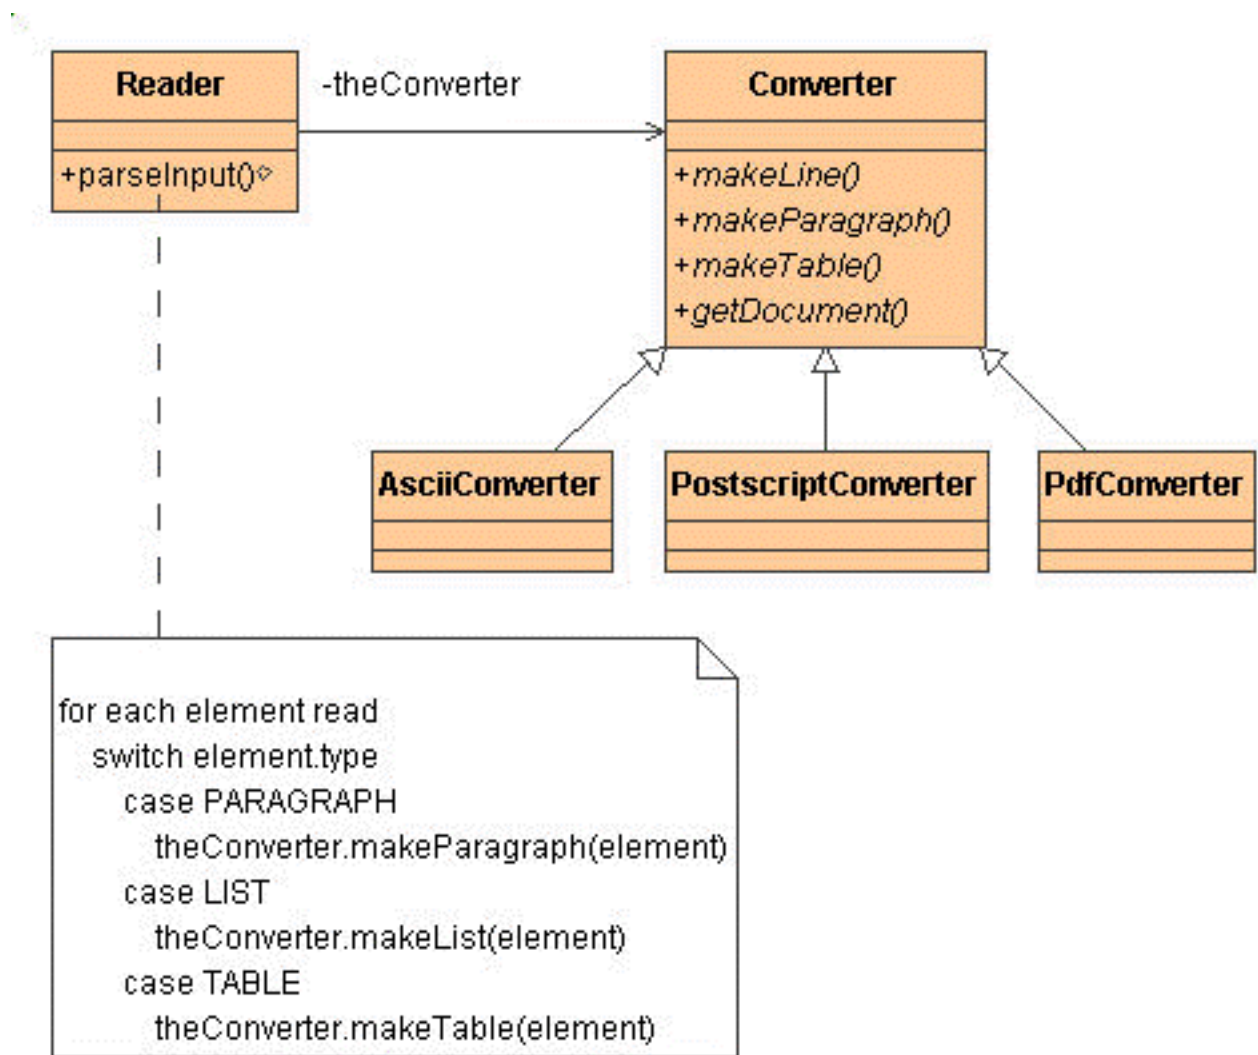 Reader
-theConverter
Converter
+parseInput()
+makeLine()
+makeParagraph()
+makeTable()
+getDocument()
AsciiConverter
PostscriptConverter
PdfConverter
for each element read
switch element.type
case PARAGRAPH
theConverter.makeParagraph(element)
case LIST
theConverter.makeList(element)
case TABLE
theConverter.makeTable(element)